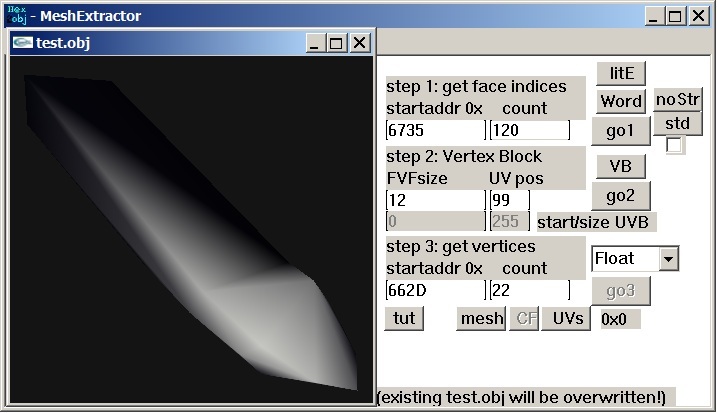 Hex obj - MeshExtractor
test.obj
litE
step 1: get face indices
startaddr 0x count
Word
noStr
6735 120
go1
std
step 2: Vertex Block
FVFsize UV pos
VB
12 99
go2
0 255 start/size UVB
step 3: get vertices
startaddr 0x count
Float
662D 22
go3
tut mesh CF UVs 0x0
(existing test.obj will be overwritten!)